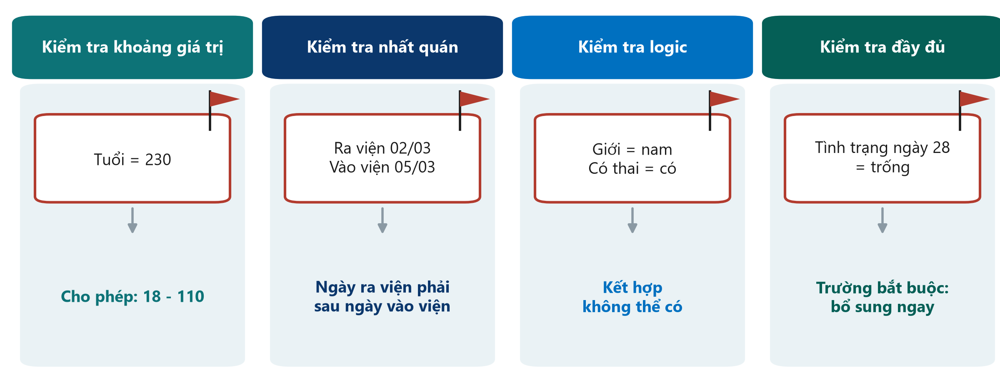 Kiểm tra khoảng giá trị
Kiểm tra nhất quán
Kiểm tra logic
Kiểm tra đầy đủ
Tuổi = 230
Ra viện 02/03
Vào viện 05/03
Giới = nam
Có thai = có
Tình trạng ngày 28
= trống
Cho phép: 18 - 110
Ngày ra viện phải
sau ngày vào viện
Kết hợp
không thể có
Trường bắt buộc:
bổ sung ngay